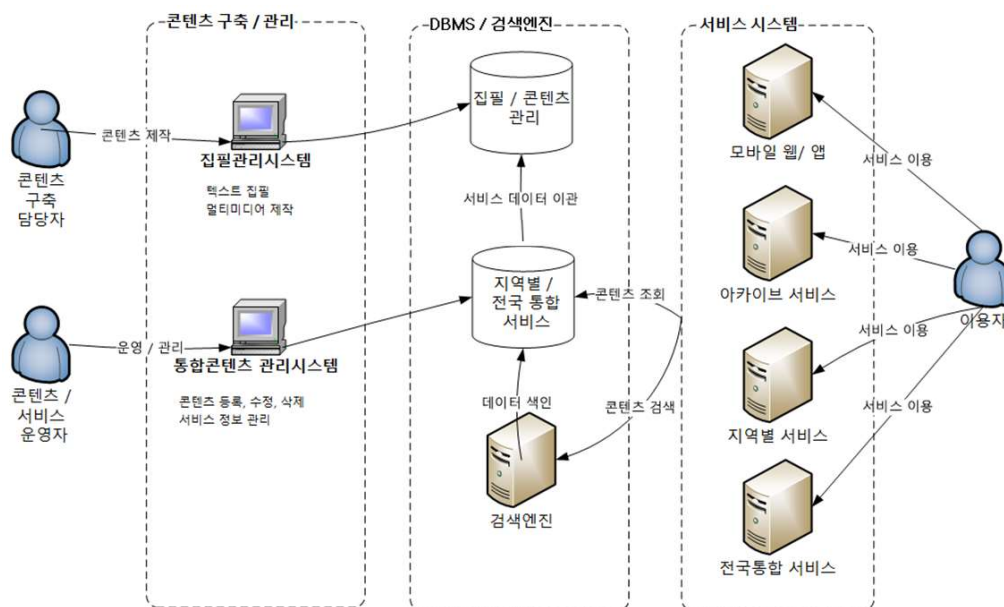 콘텐츠 구축 / 관리
콘텐츠 제작
콘텐츠
구축
담당자
집필관리시스템
텍스트 집필
멀티미디어 제작
운영 / 관리
콘텐츠 /
서비스
운영자
통합콘텐츠 관리시스템
콘텐츠 등록, 수정, 삭제
서비스 정보 관리
DBMS / 검색엔진
집필 / 콘텐츠
관리
서비스 데이터 이관
지역별 /
전국 통합
서비스
콘텐츠 조회
데이터 색인
콘텐츠 검색
검색엔진
서비스 시스템
모바일 웹/ 앱
서비스 이용
아카이브 서비스
서비스 이용
지역별 서비스
서비스 이용
전국통합 서비스
서비스 이용
이용자